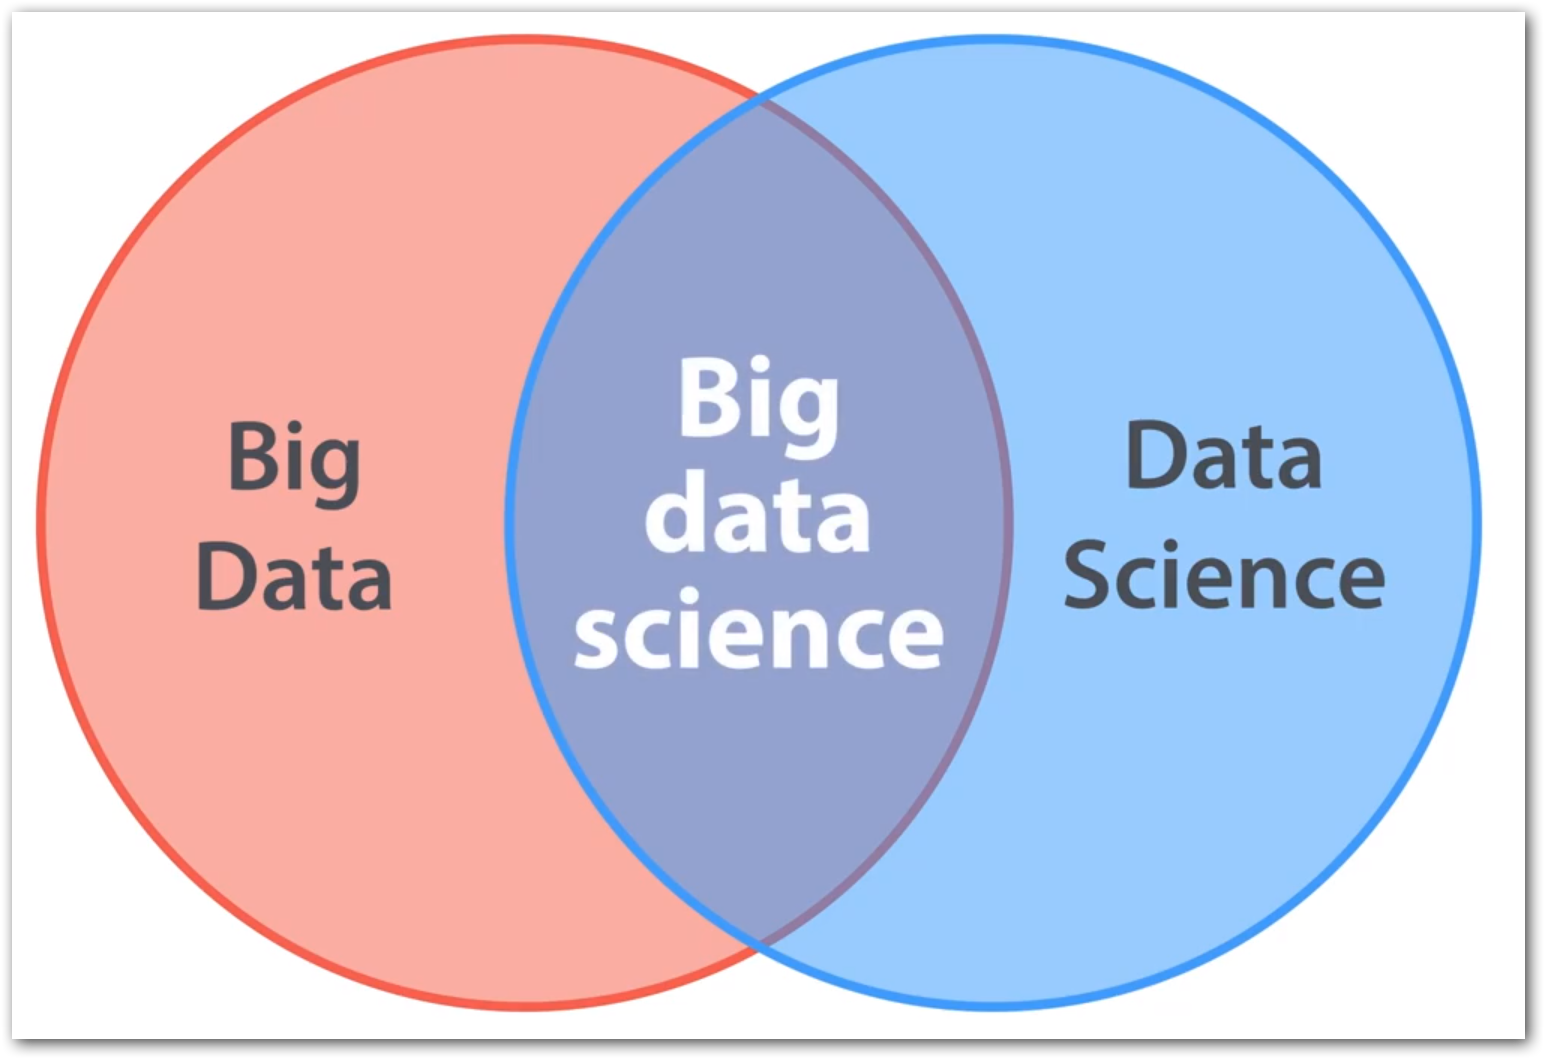 Big
Data
Big
data
science
Data
Science